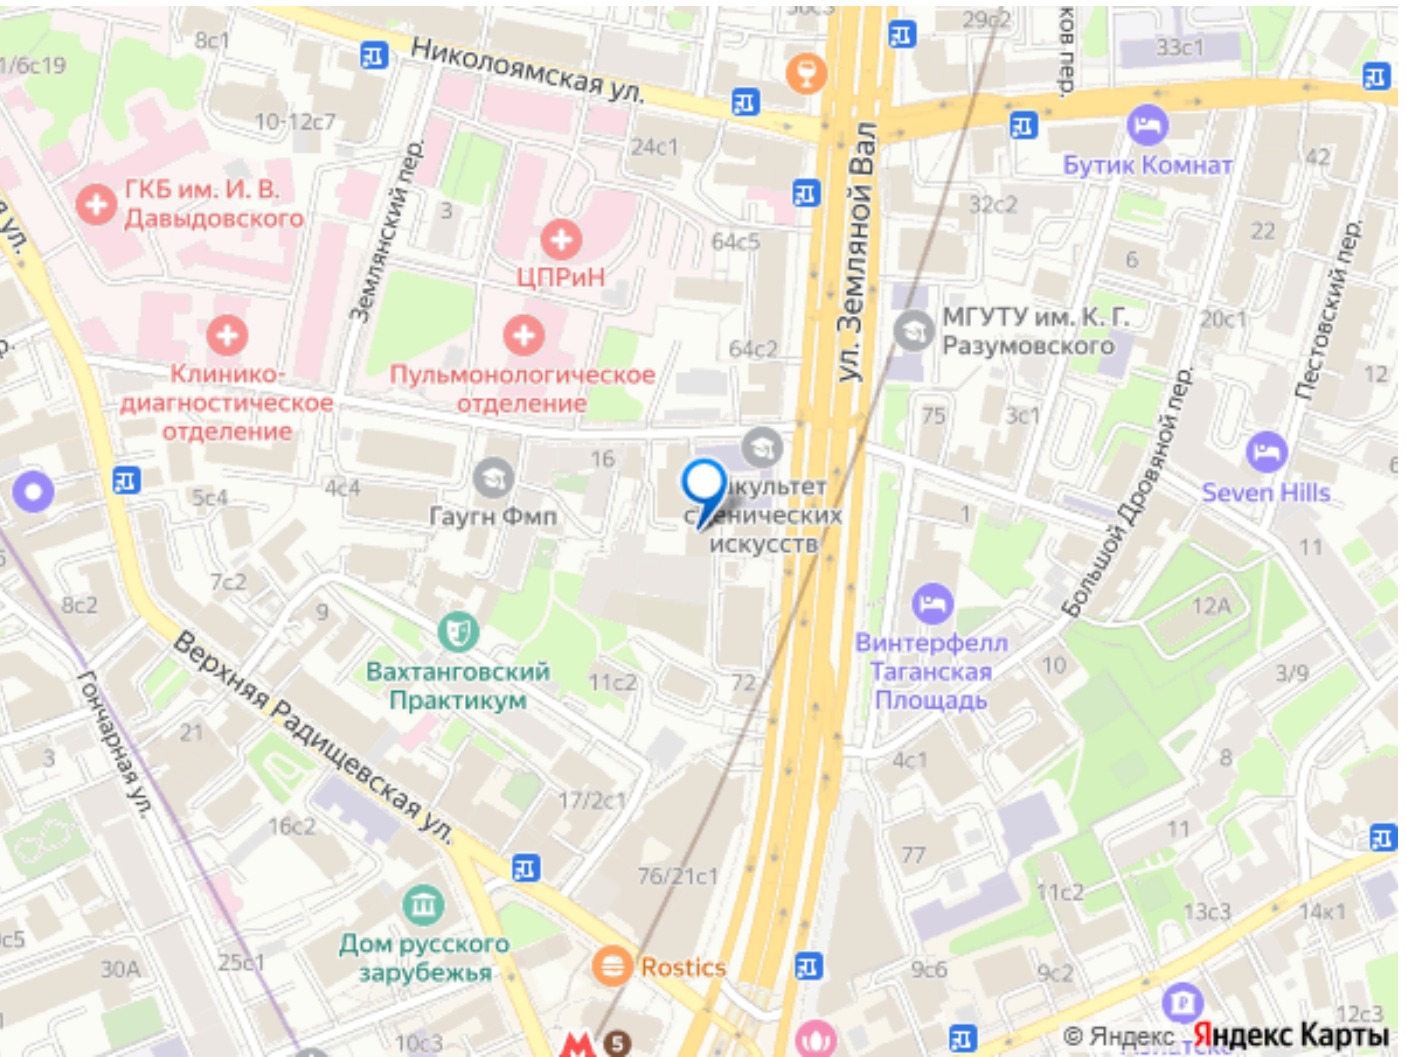 29с2
8с1
Николоямская ул.
33с1
1/6с19
10-12с7
24с1
42
Бутик Комнат
ГКБ им. И. В.
Давыдовского
Землянский пер.
3
32с2
ул. Земляной Вал
64с5
22
6
ЦПРиН
Пестовский пер.
МГУТУ им. К. Г.
Разумовского
20с1
64с2
Клинико-
диагностическое
отделение
Пульмонологическое
отделение
12
75
3с1
Большой Дровяной пер.
16
4с4
5с4
Гаугн Фмп
сценических
искусств
Seven Hills
1
11
7с2
8с2
9
12А
Вахтанговский
Практикум
Винтерфелл
Таганская
Площадь
11с2
72
10
3/9
Верхняя Радищевская ул.
Гончарная ул.
21
3
4с1
8
17/2с1
16с2
11
77
76/21с1
11с2
13с3
14к1
Дом русского
зарубежья
25с1
30А
Rostics
9с6
9с2
12с3
10с3
5
© Яндекс Яндекс Карты